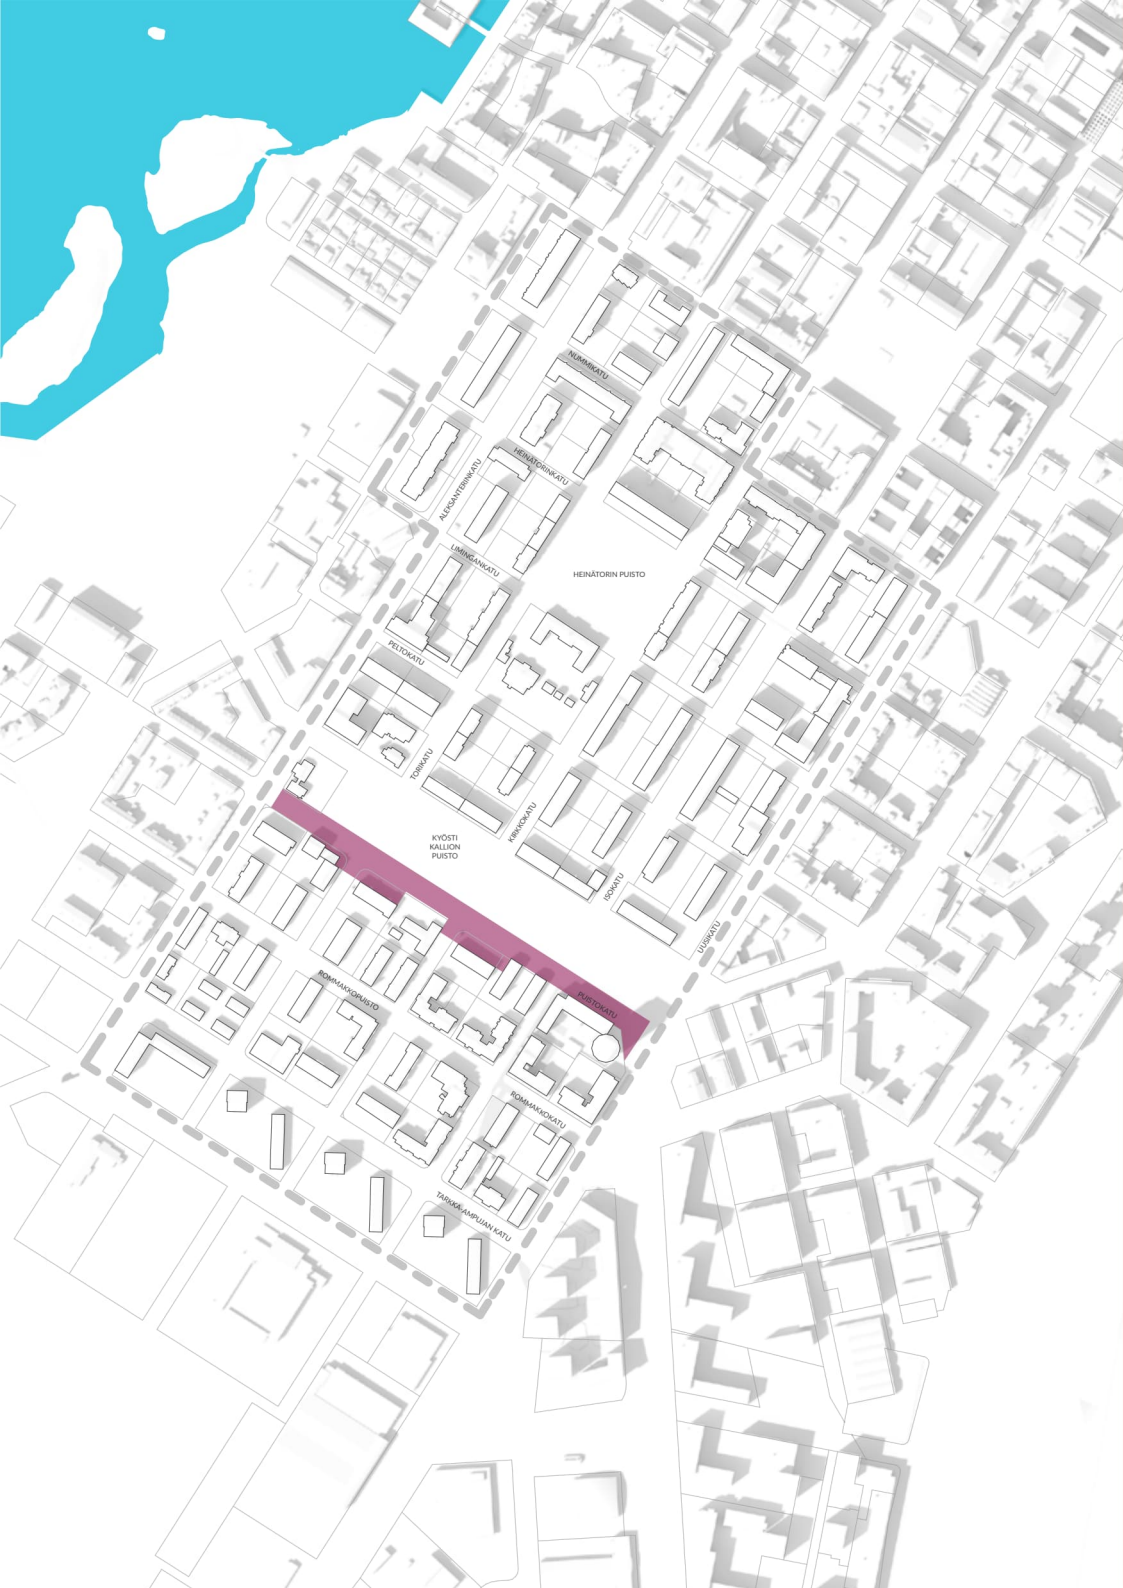 NUMMIKATU
HEINÄTORINKATU
ALEKSANTERINKATU
LIMINGANKATU
HEINÄTORIN PUISTO
PELTOKATU
TORIKATU
KIRKKOKATU
KYÖSTI
KALLION
PUISTO
ISOKATU
UUSIKATU
ROMMAKKOPUISTO
PUISTOKATU
ROMMAKKOKATU
TARKKA-AMPUJAN KATU